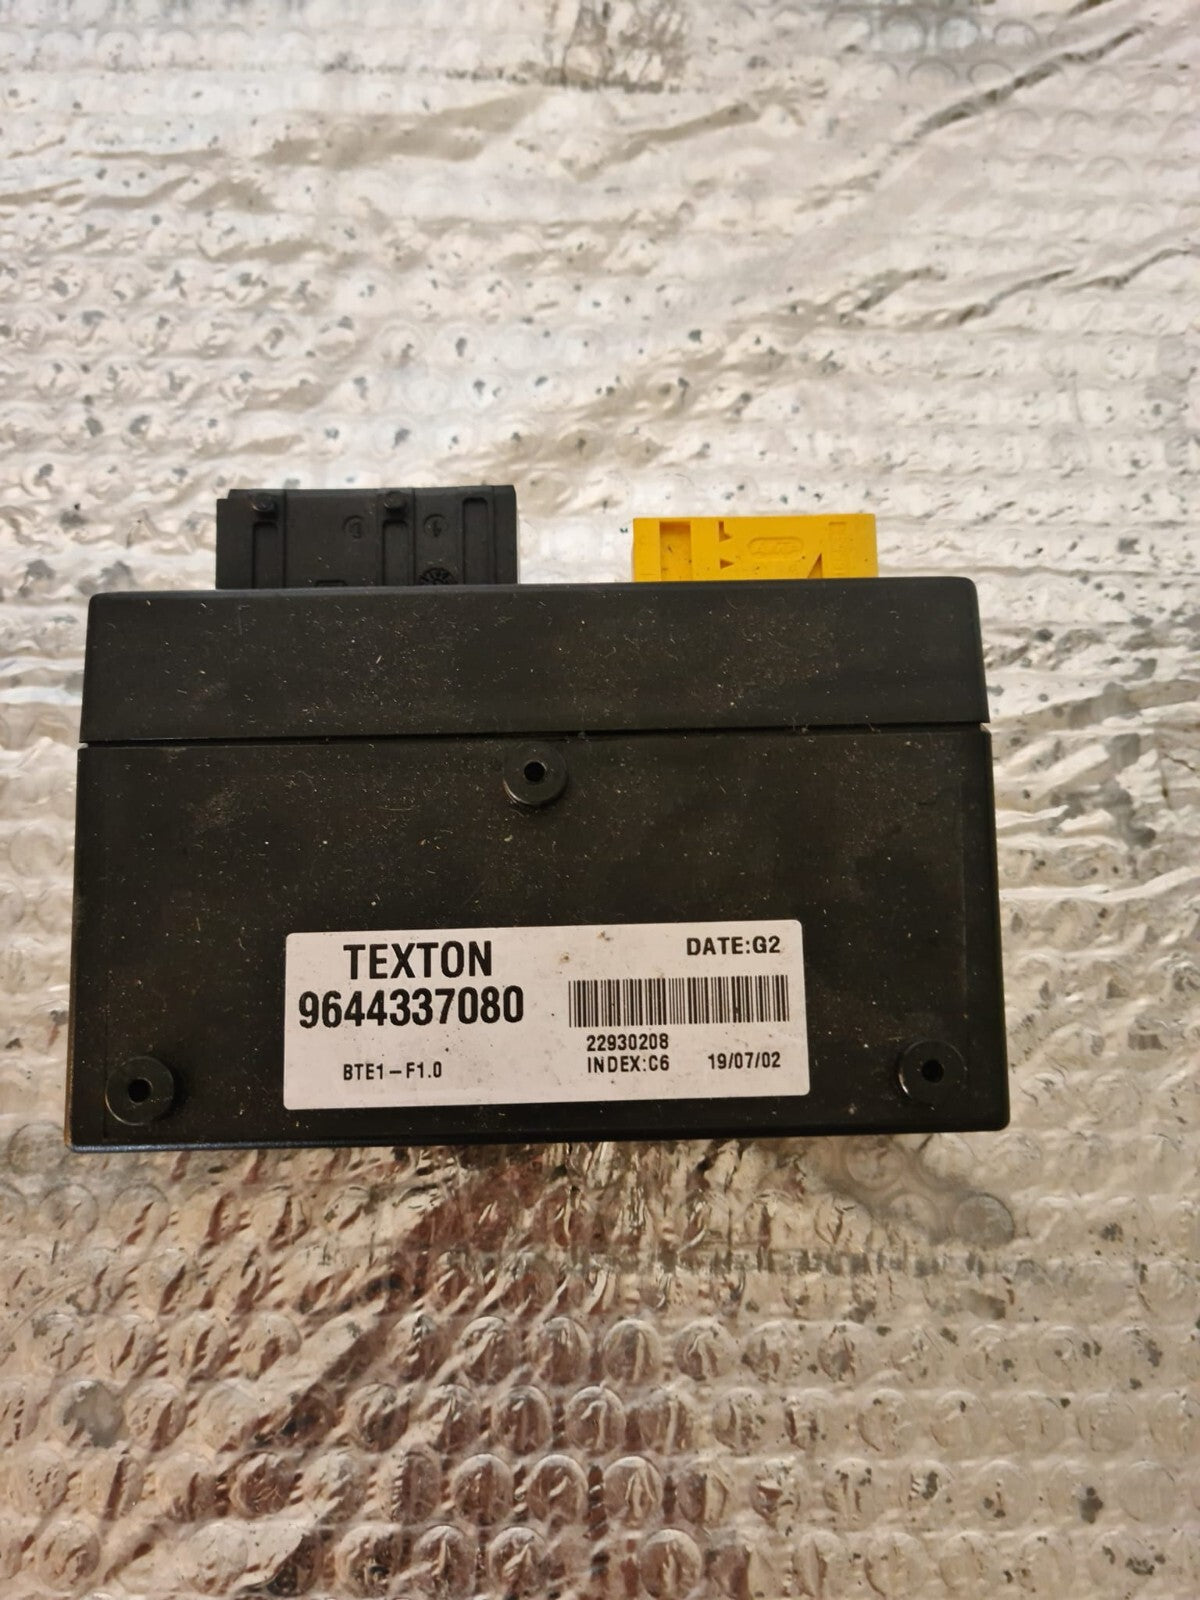 TEXTON
9644337080
BTE1-F1.0
DATE:G2
22930208
INDEX:C6 19/07/02